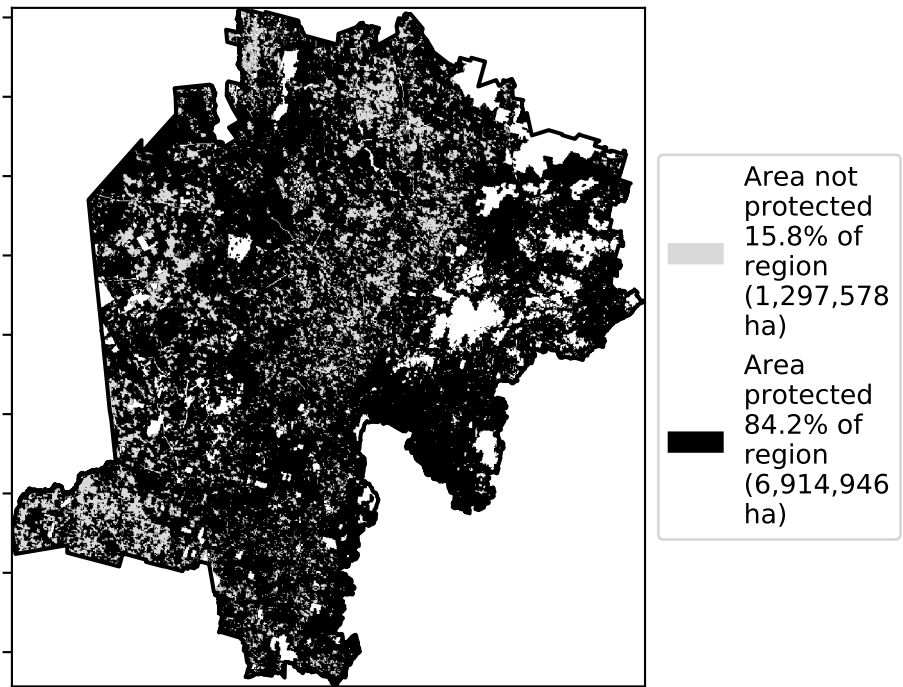 Area not
protected
15.8% of
region
(1,297,578
ha)
Area
protected
84.2% of
region
(6,914,946
ha)